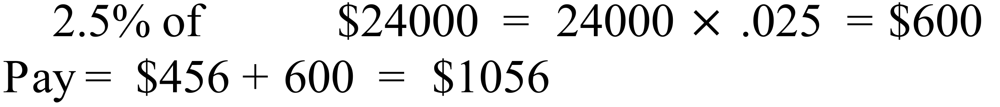 2.5% of $24000 = 24000 × .025 = $600
Pay = $456 + 600 = $1056